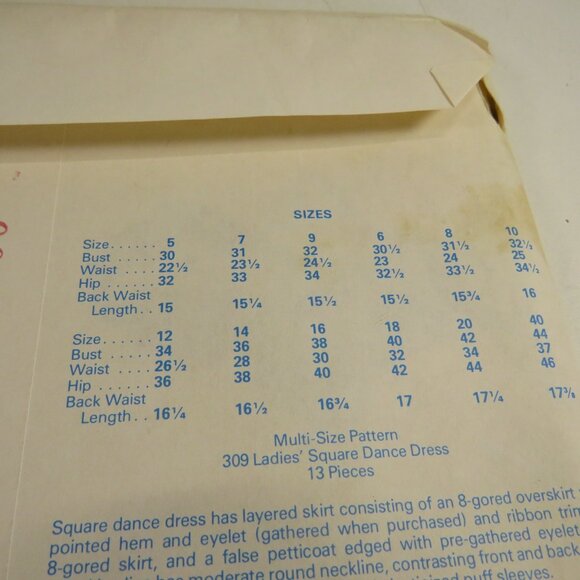 SIZES
Size...... 5 7 9 6 8 10
Bust ..... 30 31 32 30½ 31½ 32½
Waist .... 22½ 23½ 24½ 23 24 25
Hip ...... 32 33 34 32½ 33½ 34½
Back Waist
Length.. 15 15¼ 15½ 15½ 15¾ 16
Size...... 12 14 16 18 20 40
Bust ..... 34 36 38 40 42 44
Waist .... 26½ 28 30 32 34 37
Hip ...... 36 38 40 42 44 46
Back Waist
Length.. 16¼ 16½ 16¾ 17 17¼ 17⅜
Multi-Size Pattern
309 Ladies' Square Dance Dress
13 Pieces
Square dance dress has layered skirt consisting of an 8-gored overskirt
pointed hem and eyelet (gathered when purchased) and ribbon trim
8-gored skirt, and a false petticoat edged with pre-gathered eyelet
has moderate round neckline, contrasting front and back
puff sleeves.